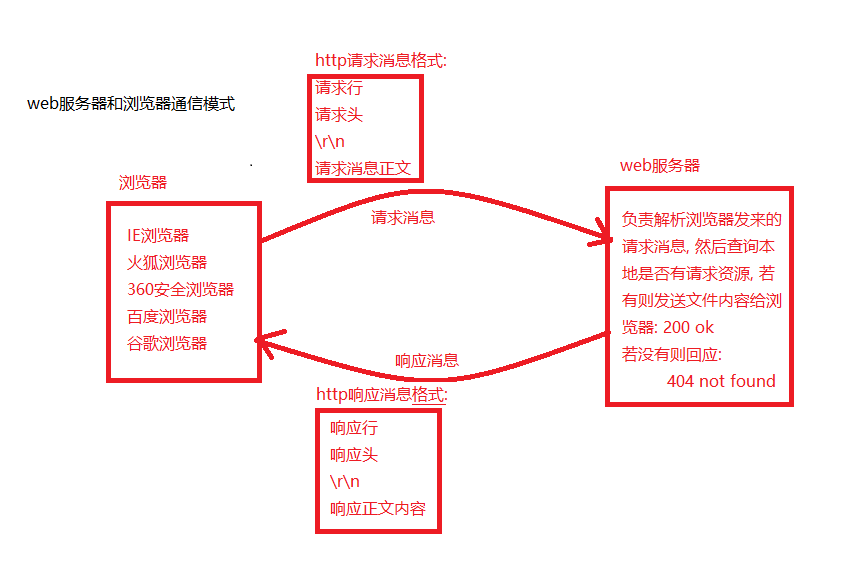 http请求消息格式:
请求行
请求头
\r\n
请求消息正文
web服务器和浏览器通信模式
浏览器
IE浏览器
火狐浏览器
360安全浏览器
百度浏览器
谷歌浏览器
请求消息
web服务器
负责解析浏览器发来的
请求消息, 然后查询本
地是否有请求资源, 若
有则发送文件内容给浏
览器: 200 ok
若没有则回应:
404 not found
响应消息
http响应消息格式:
响应行
响应头
\r\n
响应正文内容